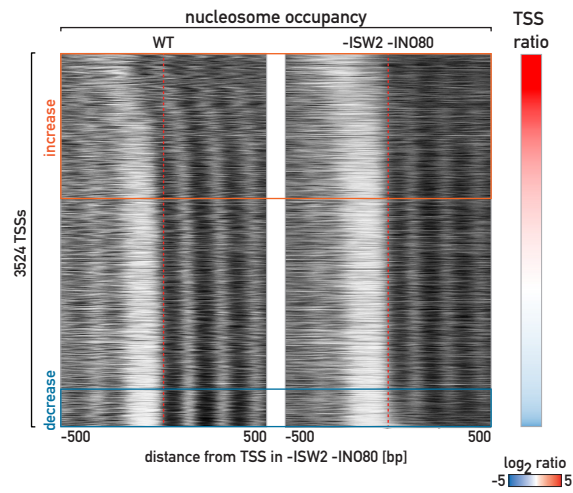 nucleosome occupancy
TSS
ratio
WT
-ISW2 -INO80
increase
3524 TSSs
decrease
-500
500
-500
500
distance from TSS in -ISW2 -INO80 [bp]
log2 ratio
-5
5